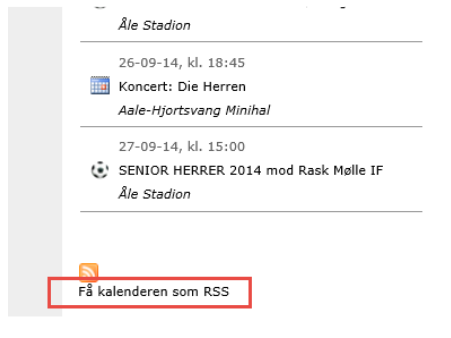 Åle Stadion
26-09-14, kl. 18:45
Koncert: Die Herren
Aale-Hjortsvang Minihal
27-09-14, kl. 15:00
SENIOR HERRER 2014 mod Rask Mølle IF
Åle Stadion
Få kalenderen som RSS